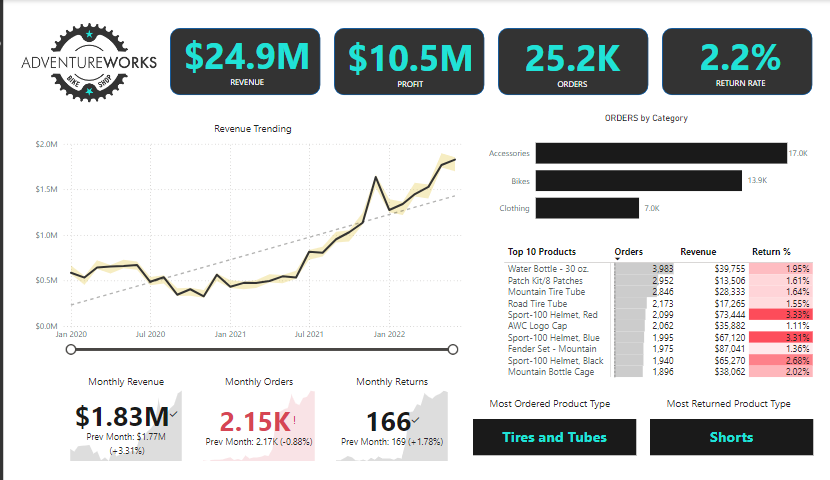 ADVENTUREWORKS
BIKE SHOP
$24.9M
REVENUE
$10.5M
PROFIT
25.2K
ORDERS
2.2%
RETURN RATE
Revenue Trending
$2.0M
$1.5M
$1.0M
$0.5M
$0.0M
Jan 2020 Jul 2020 Jan 2021 Jul 2021 Jan 2022
ORDERS by Category
Accessories 17.0K
Bikes 13.9K
Clothing 7.0K
Top 10 Products Orders Revenue Return %
Water Bottle - 30 oz. 3,983 $39,755 1.95%
Patch Kit/8 Patches 2,952 $13,506 1.61%
Mountain Tire Tube 2,846 $28,333 1.64%
Road Tire Tube 2,173 $17,265 1.55%
Sport-100 Helmet, Red 2,099 $73,444 3.33%
AWC Logo Cap 2,062 $35,882 1.11%
Sport-100 Helmet, Blue 1,995 $67,120 3.31%
Fender Set - Mountain 1,975 $87,041 1.36%
Sport-100 Helmet, Black 1,940 $65,270 2.68%
Mountain Bottle Cage 1,896 $38,062 2.02%
Monthly Revenue
$1.83M
Prev Month: $1.77M
(+3.31%)
Monthly Orders
2.15K!
Prev Month: 2.17K (-0.88%)
Monthly Returns
166
Prev Month: 169 (+1.78%)
Most Ordered Product Type
Tires and Tubes
Most Returned Product Type
Shorts